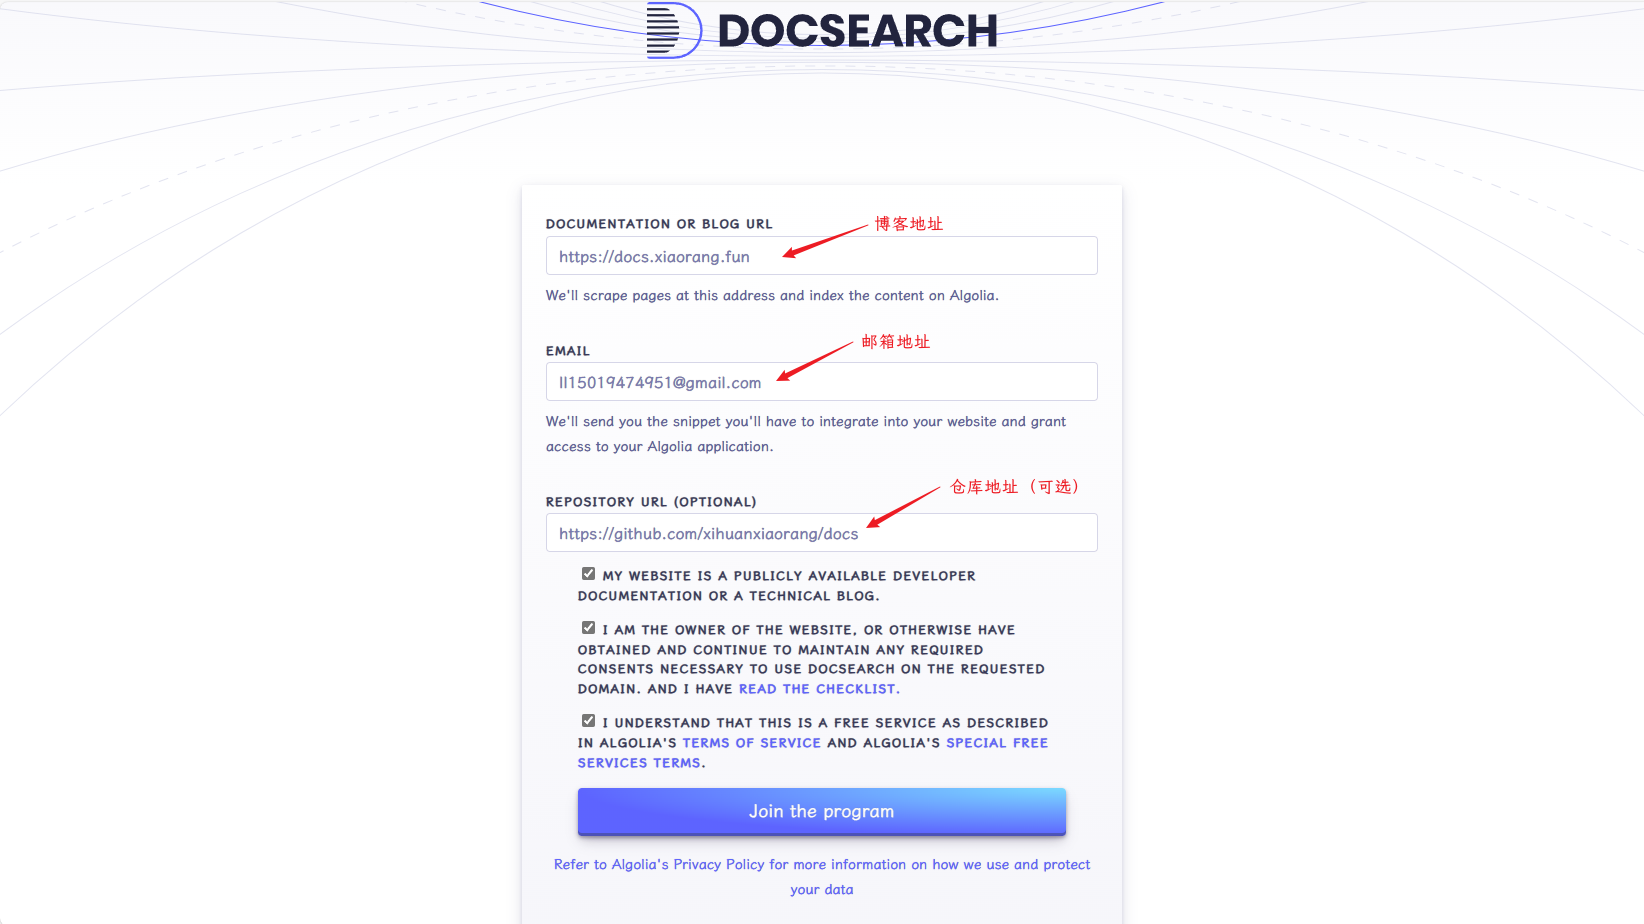 DOCSEARCH
DOCUMENTATION OR BLOG URL
博客地址
https://docs.xiaorang.fun
We'll scrape pages at this address and index the content on Algolia.
邮箱地址
EMAIL
ll15019474951@gmail.com
We'll send you the snippet you'll have to integrate into your website and grant
access to your Algolia application.
仓库地址（可选）
REPOSITORY URL (OPTIONAL)
https://github.com/xihuanxiaorang/docs
MY WEBSITE IS A PUBLICLY AVAILABLE DEVELOPER
DOCUMENTATION OR A TECHNICAL BLOG.
I AM THE OWNER OF THE WEBSITE, OR OTHERWISE HAVE
OBTAINED AND CONTINUE TO MAINTAIN ANY REQUIRED
CONSENTS NECESSARY TO USE DOCSEARCH ON THE REQUESTED
DOMAIN. AND I HAVE READ THE CHECKLIST.
I UNDERSTAND THAT THIS IS A FREE SERVICE AS DESCRIBED
IN ALGOLIA'S TERMS OF SERVICE AND ALGOLIA'S SPECIAL FREE
SERVICES TERMS.
Join the program
Refer to Algolia's Privacy Policy for more information on how we use and protect
your data